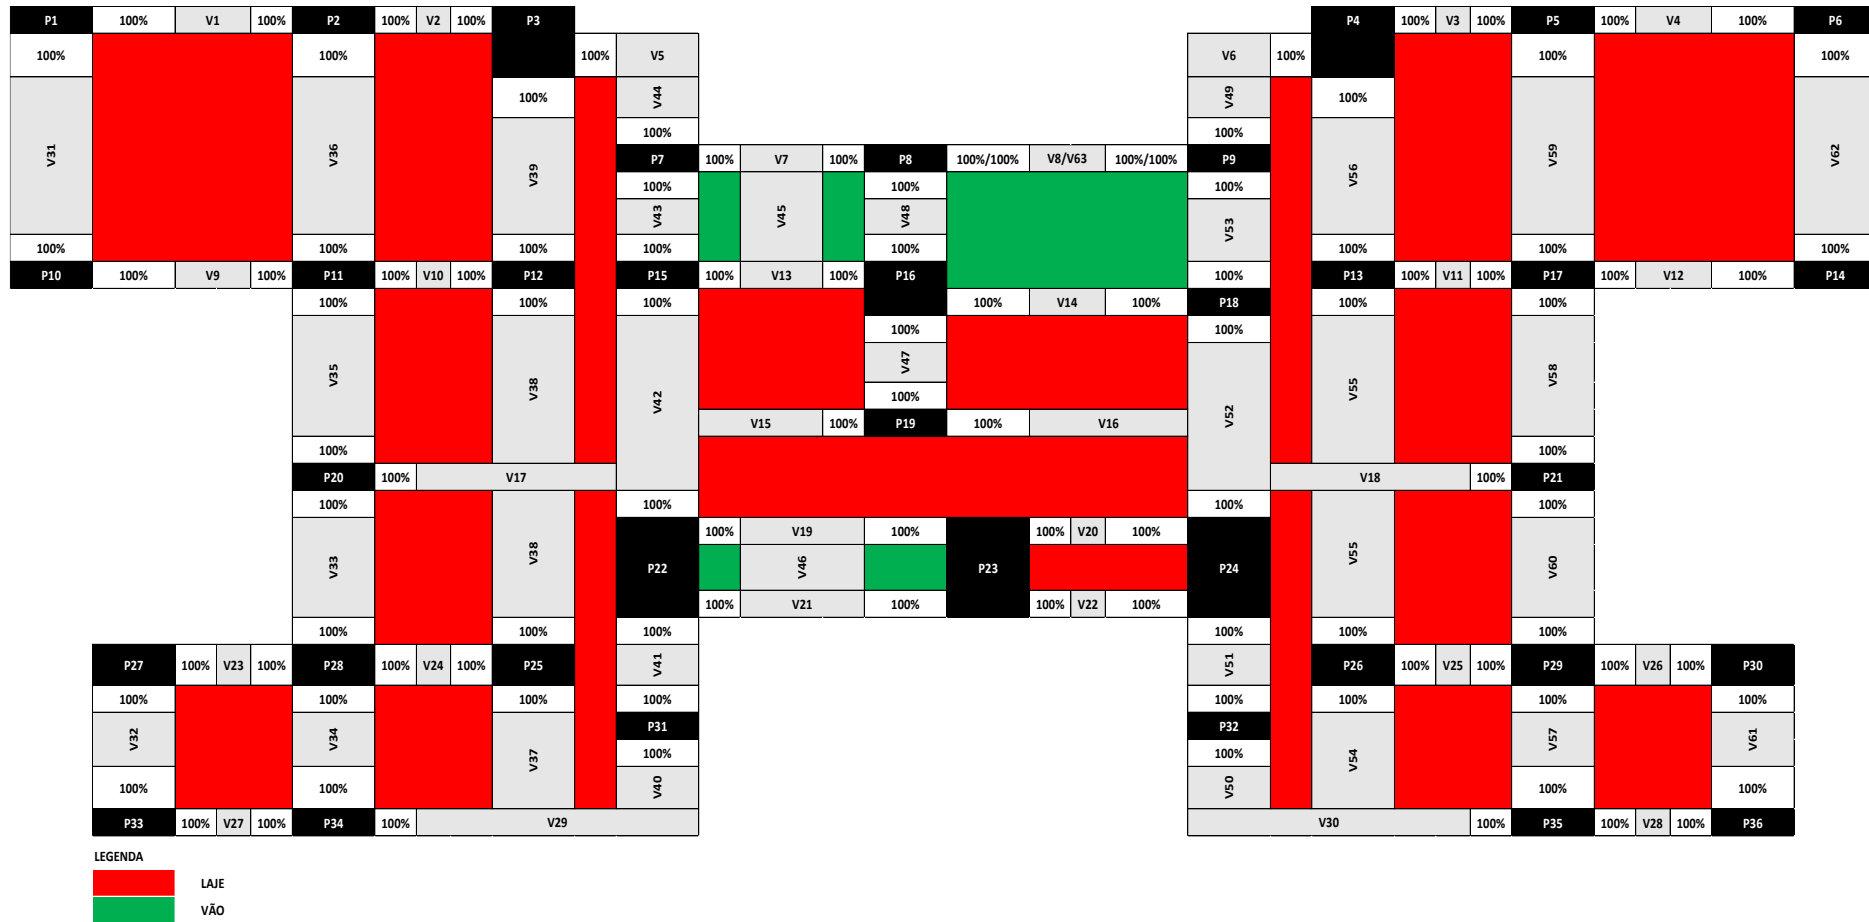 P1 100% V1 100% P2 100% V2 100% P3 P4 100% V3 100% P5 100% V4 100% P6
100% 100% 100% V5 V6 100% 100% 100%
V31 V36 100% V44 V49 100% V59 V62
V39 100% 100% V56
P7 100% V7 100% P8 100%/100% V8/V63 100%/100% P9
100% V45 100% 100%
V43 V48 V53
100% 100% 100% 100% 100% 100% 100% 100%
P10 100% V9 100% P11 100% V10 100% P12 P15 100% V13 100% P16 100% P13 100% V11 100% P17 100% V12 100% P14
100% 100% 100% 100% V14 100% P18 100% 100%
V35 V38 V42 100% 100% V55 V58
V47 V52
100%
V15 100% P19 100% V16
100% 100%
P20 100% V17 V18 100% P21
100% V38 100% 100% V55 100%
V33 P22 100% V19 100% P23 100% V20 100% P24 V60
V46
100% V21 100% 100% V22 100%
100% 100% 100% 100% 100% 100%
P27 100% V23 100% P28 100% V24 100% P25 V41 V51 P26 100% V25 100% P29 100% V26 100% P30
100% 100% 100% 100% 100% 100% 100% 100%
V32 V34 V37 P31 P32 V54 V57 V61
100% 100%
100% 100% V40 V50 100% 100%
P33 100% V27 100% P34 100% V29 V30 100% P35 100% V28 100% P36
LEGENDA
LAJE
VÃO